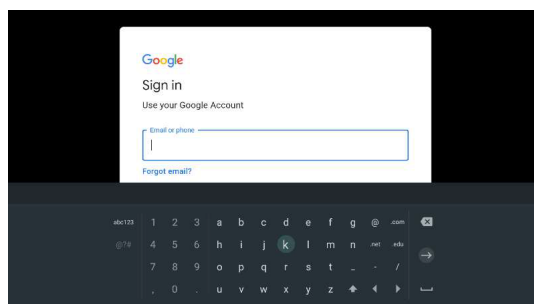 Google
Sign in
Use your Google Account
Email or phone
Forgot email?
abc123 1 2 3 a b c d e f g @ .com
@7# 4 5 6 h i j k l m n .net .edu
7 8 9 o p q r s t _ - /
, 0 . u v w x y z